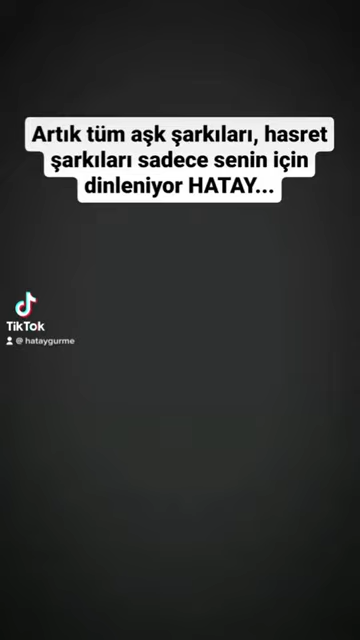 Artık tüm aşk şarkıları, hasret
şarkıları sadece senin için
dinleniyor HATAY...
TikTok
@ hataygurme